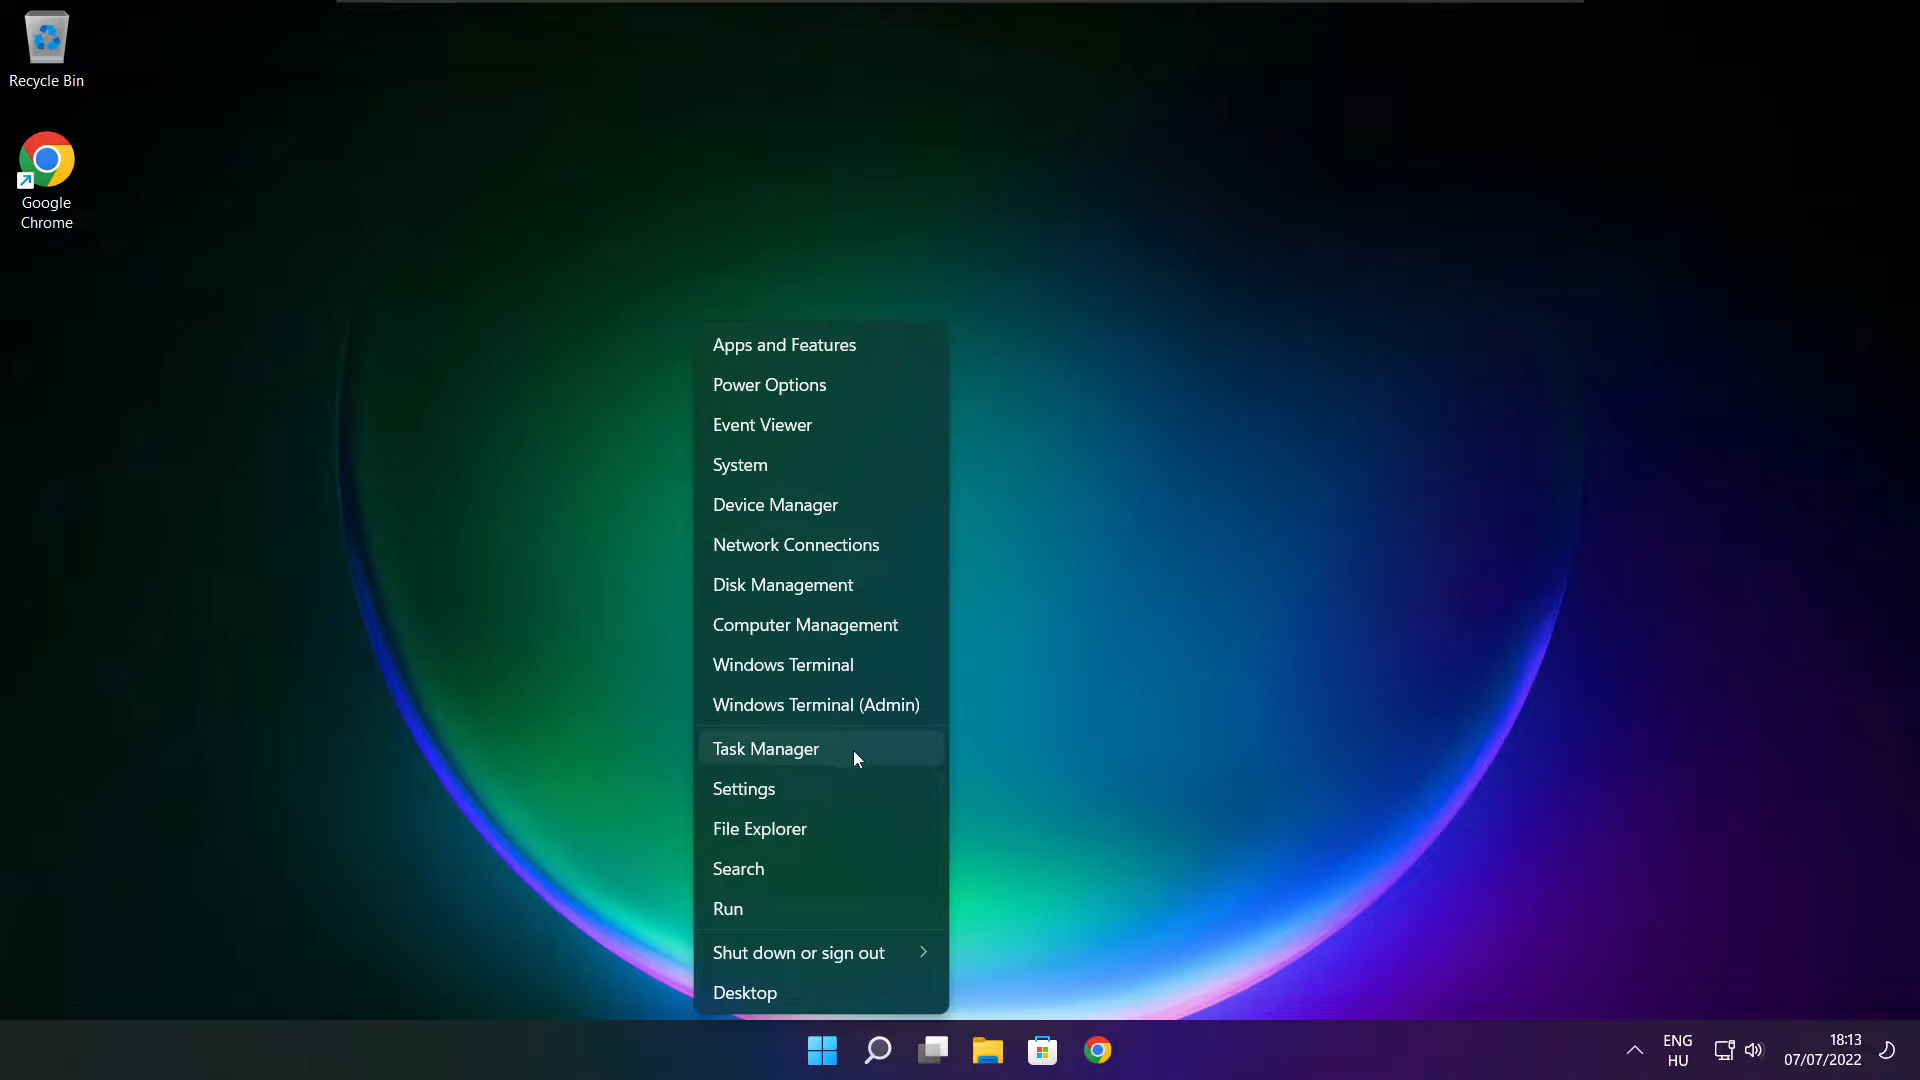 Recycle Bin
Google
Chrome
Apps and Features
Power Options
Event Viewer
System
Device Manager
Network Connections
Disk Management
Computer Management
Windows Terminal
Windows Terminal (Admin)
Task Manager
Settings
File Explorer
Search
Run
Shut down or sign out
Desktop
ENG
HU
18:13
07/07/2022